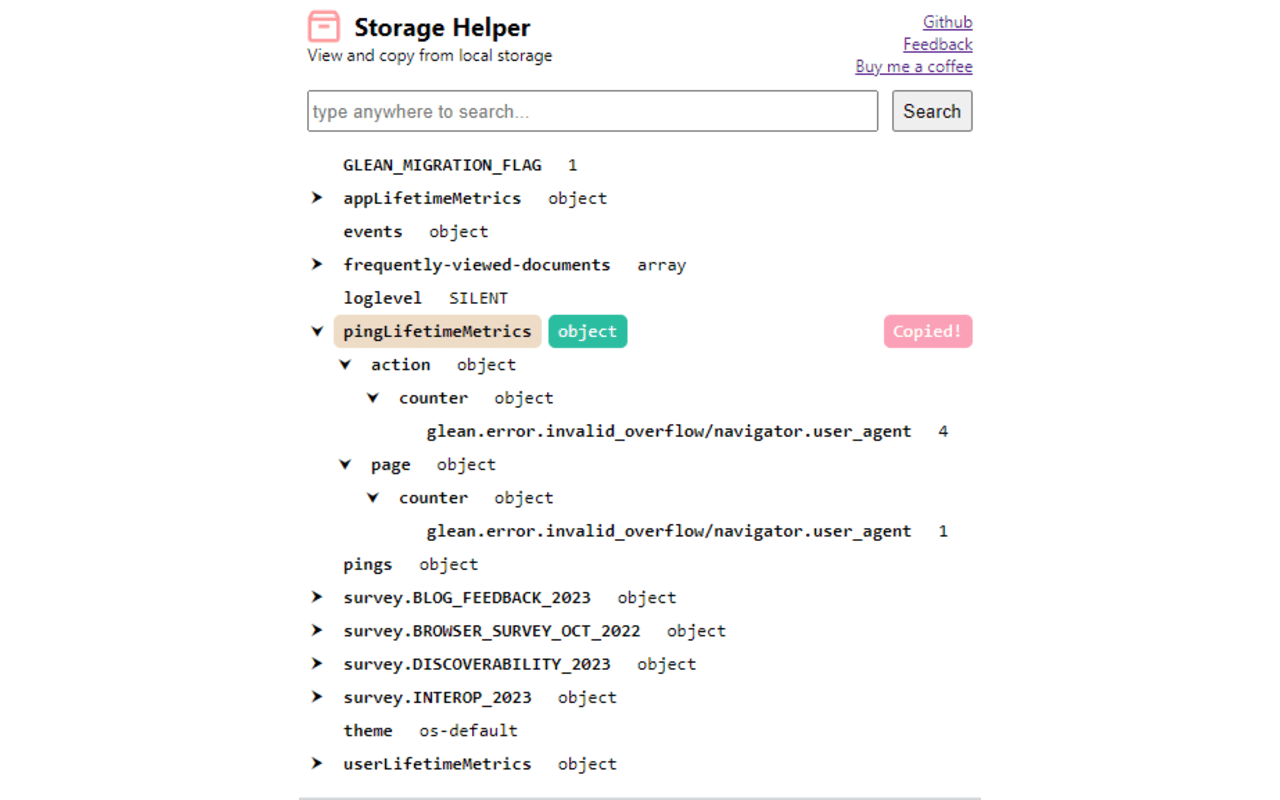 Storage Helper
View and copy from local storage
Github
Feedback
Buy me a coffee
type anywhere to search...
Search
GLEAN_MIGRATION_FLAG 1
appLifetimeMetrics object
events object
frequently-viewed-documents array
loglevel SILENT
pingLifetimeMetrics object Copied!
action object
counter object
glean.error.invalid_overflow/navigator.user_agent 4
page object
counter object
glean.error.invalid_overflow/navigator.user_agent 1
pings object
survey.BLOG_FEEDBACK_2023 object
survey.BROWSER_SURVEY_OCT_2022 object
survey.DISCOVERABILITY_2023 object
survey.INTEROP_2023 object
theme os-default
userLifetimeMetrics object